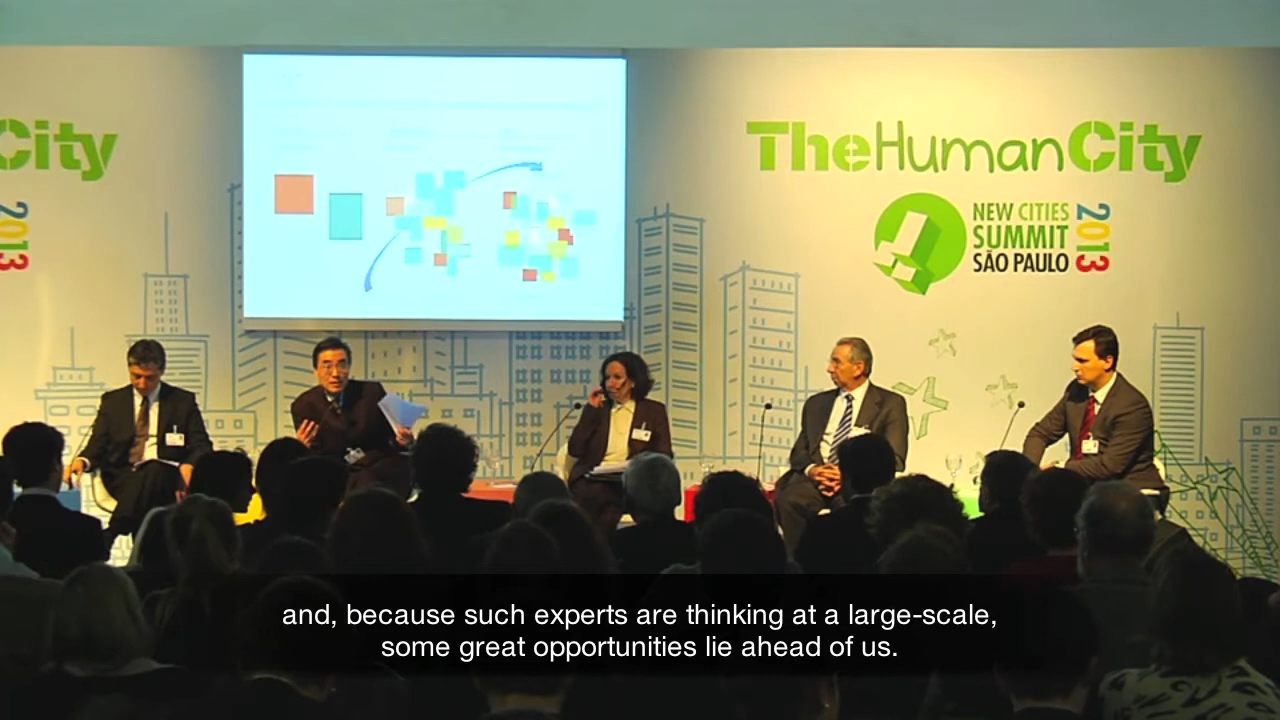 City
2013
TheHumanCity
NEW CITIES
SUMMIT
SÃO PAULO
2013
and, because such experts are thinking at a large-scale,
some great opportunities lie ahead of us.